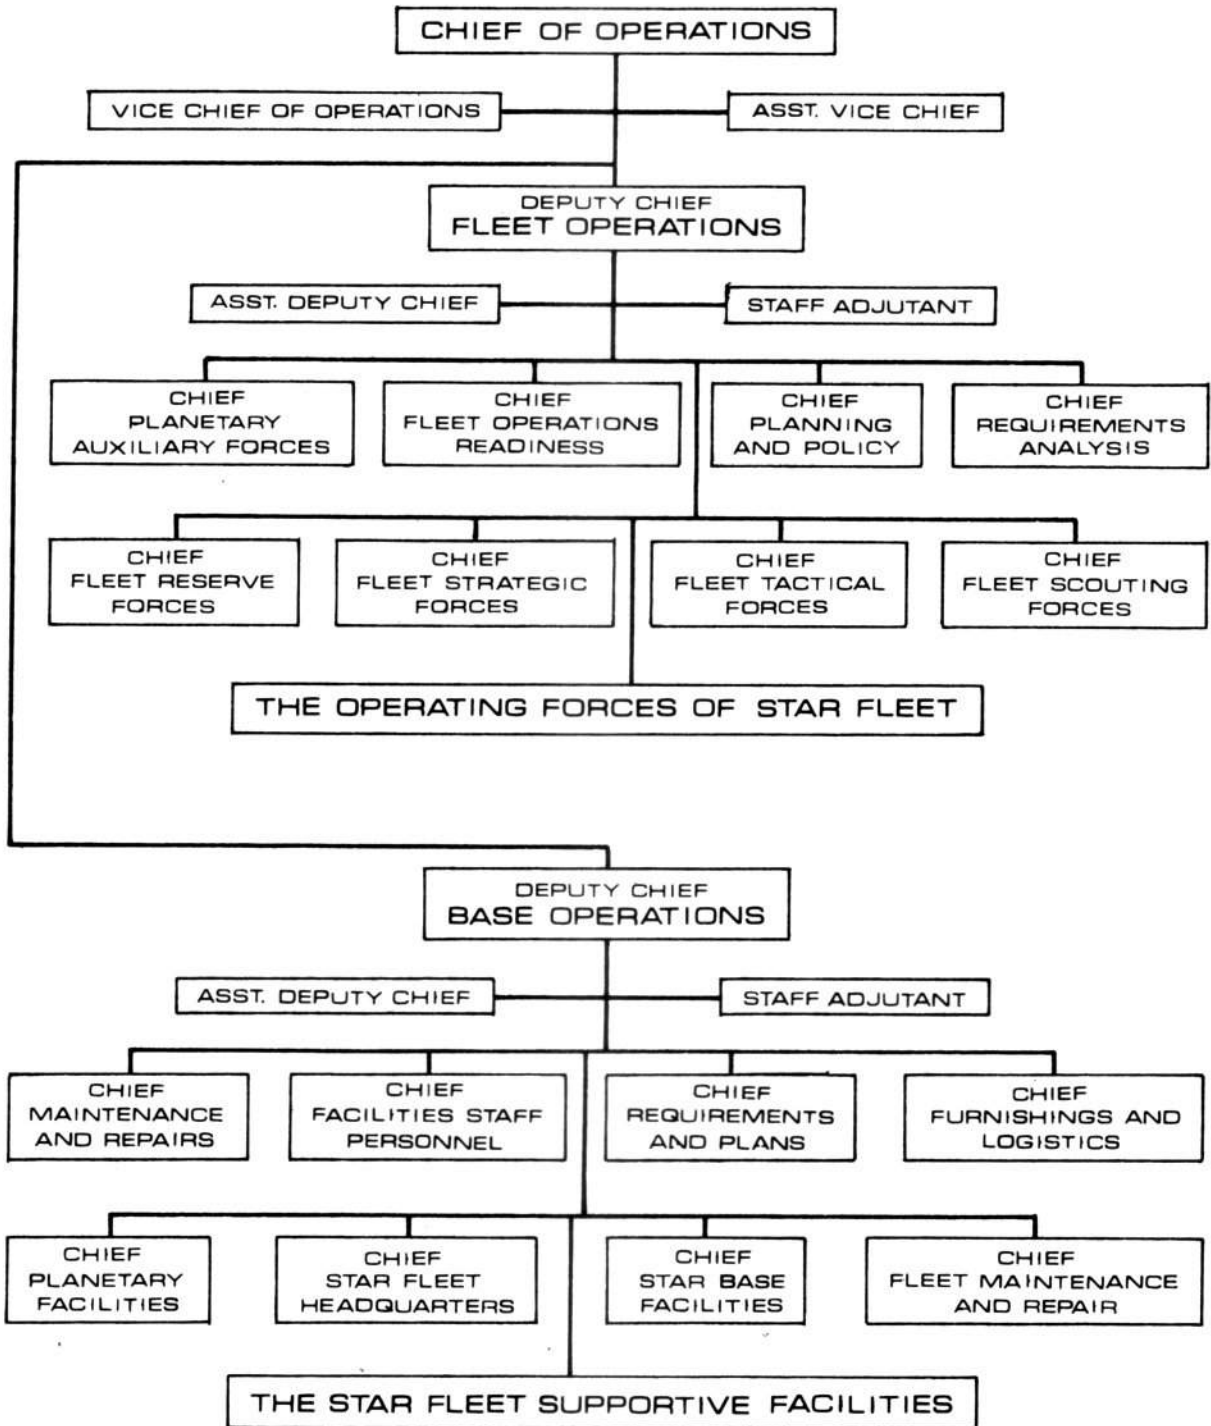 CHIEF OF OPERATIONS
VICE CHIEF OF OPERATIONS
ASST. VICE CHIEF
DEPUTY CHIEF
FLEET OPERATIONS
ASST. DEPUTY CHIEF
STAFF ADJUTANT
CHIEF
PLANETARY
AUXILIARY FORCES
CHIEF
FLEET OPERATIONS
READINESS
CHIEF
PLANNING
AND POLICY
CHIEF
REQUIREMENTS
ANALYSIS
CHIEF
FLEET RESERVE
FORCES
CHIEF
FLEET STRATEGIC
FORCES
CHIEF
FLEET TACTICAL
FORCES
CHIEF
FLEET SCOUTING
FORCES
THE OPERATING FORCES OF STAR FLEET
DEPUTY CHIEF
BASE OPERATIONS
ASST. DEPUTY CHIEF
STAFF ADJUTANT
CHIEF
MAINTENANCE
AND REPAIRS
CHIEF
FACILITIES STAFF
PERSONNEL
CHIEF
REQUIREMENTS
AND PLANS
CHIEF
FURNISHINGS AND
LOGISTICS
CHIEF
PLANETARY
FACILITIES
CHIEF
STAR FLEET
HEADQUARTERS
CHIEF
STAR BASE
FACILITIES
CHIEF
FLEET MAINTENANCE
AND REPAIR
THE STAR FLEET SUPPORTIVE FACILITIES